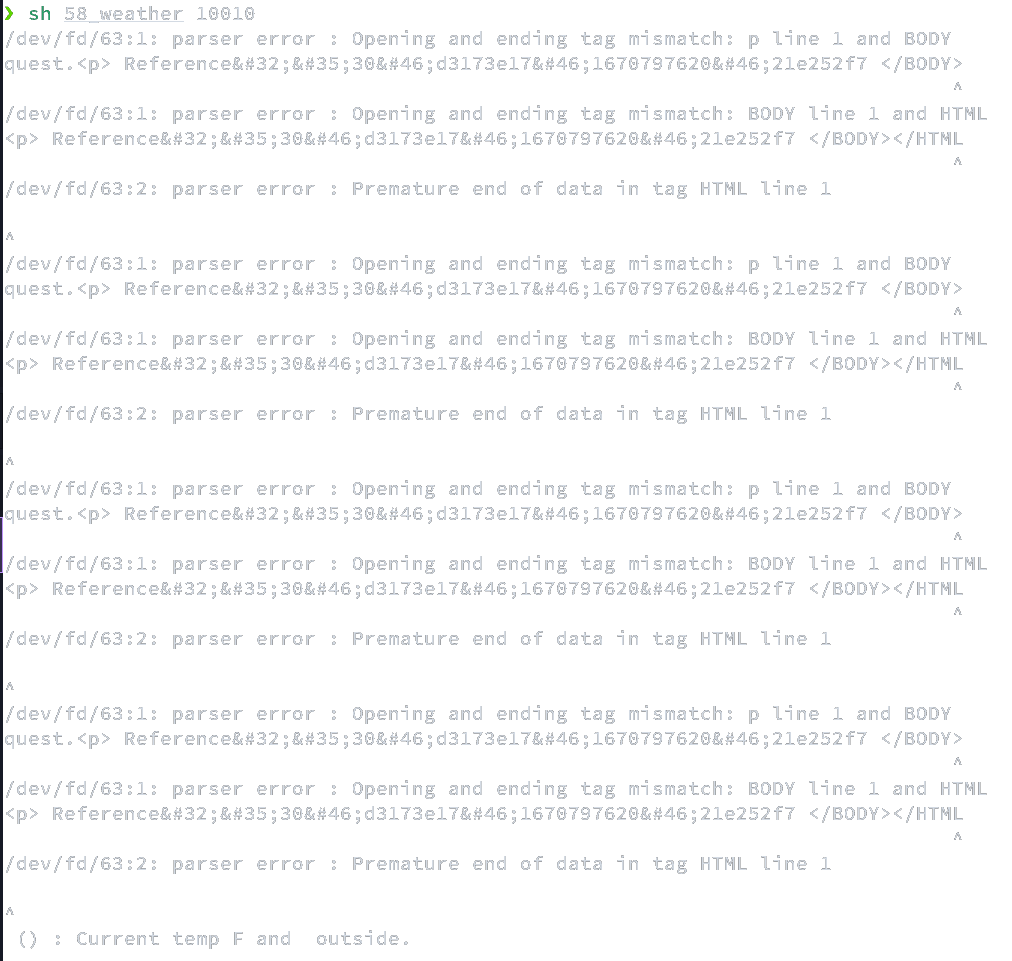 ❯ sh 58_weather 10010
/dev/fd/63:1: parser error : Opening and ending tag mismatch: p line 1 and BODY
quest.<p> Reference&#32;&#35;30&#46;d3173e17&#46;1670797620&#46;21e252f7 </BODY>
^
/dev/fd/63:1: parser error : Opening and ending tag mismatch: BODY line 1 and HTML
<p> Reference&#32;&#35;30&#46;d3173e17&#46;1670797620&#46;21e252f7 </BODY></HTML
^
/dev/fd/63:2: parser error : Premature end of data in tag HTML line 1
^
/dev/fd/63:1: parser error : Opening and ending tag mismatch: p line 1 and BODY
quest.<p> Reference&#32;&#35;30&#46;d3173e17&#46;1670797620&#46;21e252f7 </BODY>
^
/dev/fd/63:1: parser error : Opening and ending tag mismatch: BODY line 1 and HTML
<p> Reference&#32;&#35;30&#46;d3173e17&#46;1670797620&#46;21e252f7 </BODY></HTML
^
/dev/fd/63:2: parser error : Premature end of data in tag HTML line 1
^
/dev/fd/63:1: parser error : Opening and ending tag mismatch: p line 1 and BODY
quest.<p> Reference&#32;&#35;30&#46;d3173e17&#46;1670797620&#46;21e252f7 </BODY>
^
/dev/fd/63:1: parser error : Opening and ending tag mismatch: BODY line 1 and HTML
<p> Reference&#32;&#35;30&#46;d3173e17&#46;1670797620&#46;21e252f7 </BODY></HTML
^
/dev/fd/63:2: parser error : Premature end of data in tag HTML line 1
^
/dev/fd/63:1: parser error : Opening and ending tag mismatch: p line 1 and BODY
quest.<p> Reference&#32;&#35;30&#46;d3173e17&#46;1670797620&#46;21e252f7 </BODY>
^
/dev/fd/63:1: parser error : Opening and ending tag mismatch: BODY line 1 and HTML
<p> Reference&#32;&#35;30&#46;d3173e17&#46;1670797620&#46;21e252f7 </BODY></HTML
^
/dev/fd/63:2: parser error : Premature end of data in tag HTML line 1
^
() : Current temp F and  outside.